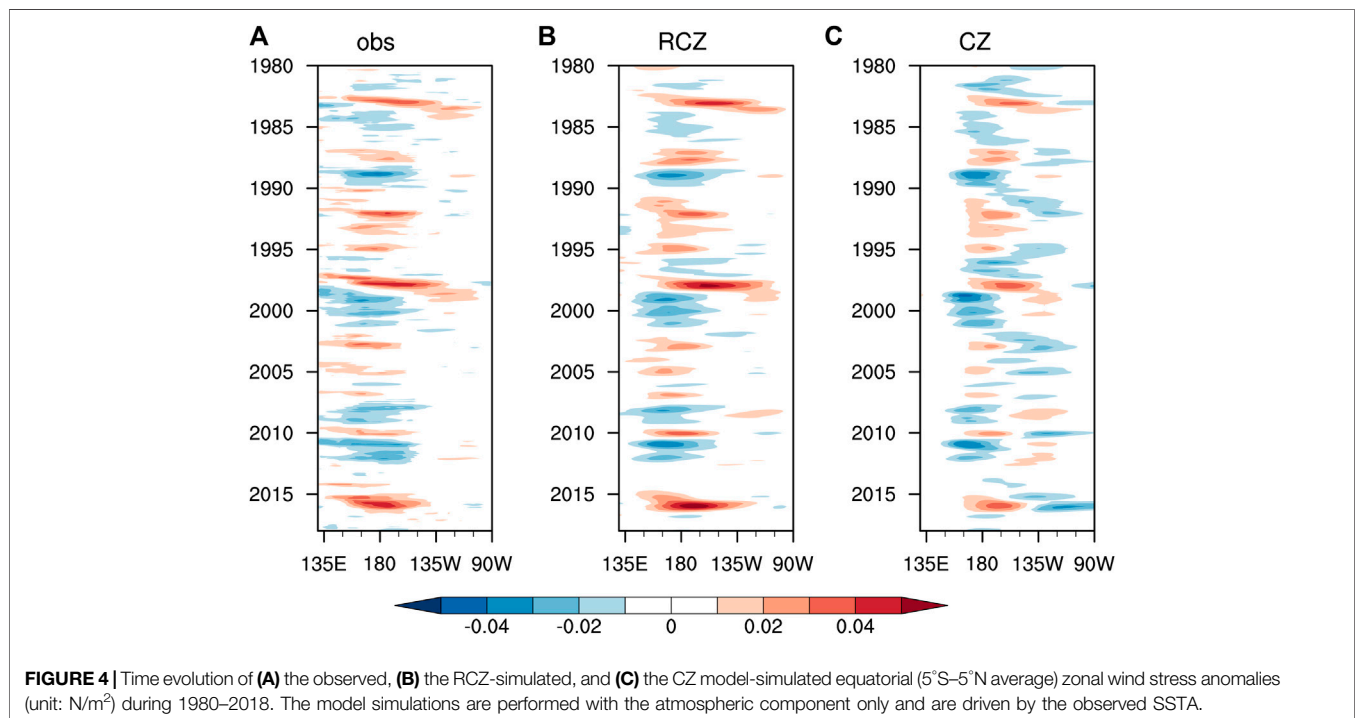 A obs
B RCZ
C CZ
1980 1980 1980
1985 1985 1985
1990 1990 1990
1995 1995 1995
2000 2000 2000
2005 2005 2005
2010 2010 2010
2015 2015 2015
135E 180 135W 90W 135E 180 135W 90W 135E 180 135W 90W
-0.04 -0.02 0 0.02 0.04
FIGURE 4 | Time evolution of (A) the observed, (B) the RCZ-simulated, and (C) the CZ model-simulated equatorial (5°S–5°N average) zonal wind stress anomalies
(unit: N/m²) during 1980–2018. The model simulations are performed with the atmospheric component only and are driven by the observed SSTA.